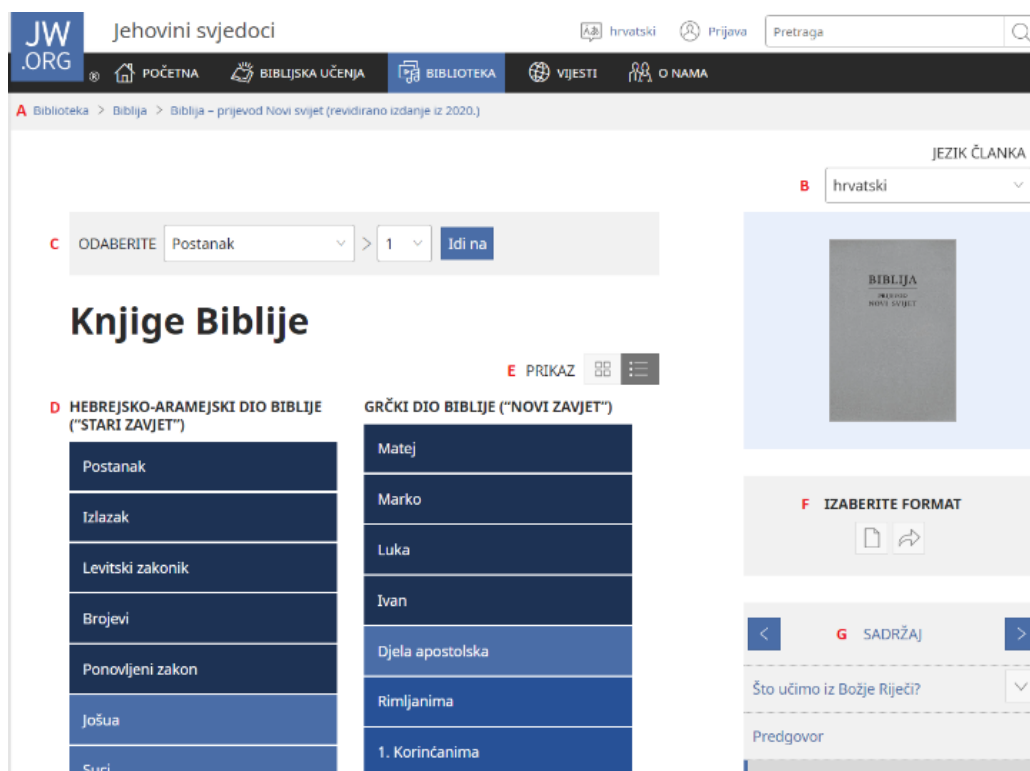 JW
.ORG
®
Jehovini svjedoci
hrvatski
Prijava
Pretraga
POČETNA
BIBLIJSKA UČENJA
BIBLIOTEKA
VIJESTI
O NAMA
A Biblioteka > Biblija > Biblija – prijevod Novi svijet (revidirano izdanje iz 2020.)
JEZIK ČLANKA
B hrvatski
C ODABERITE Postanak > 1 Idi na
BIBLIJA
PRIJEVOD
NOVI SVIJET
Knjige Biblije
E PRIKAZ
D HEBREJSKO-ARAMEJSKI DIO BIBLIJE
("STARI ZAVJET")
Postanak
Izlazak
Levitski zakonik
Brojevi
Ponovljeni zakon
Jošua
Suci
GRČKI DIO BIBLIJE ("NOVI ZAVJET")
Matej
Marko
Luka
Ivan
Djela apostolska
Rimljanima
1. Korinćanima
F IZABERITE FORMAT
G SADRŽAJ
Što učimo iz Božje Riječi?
Predgovor